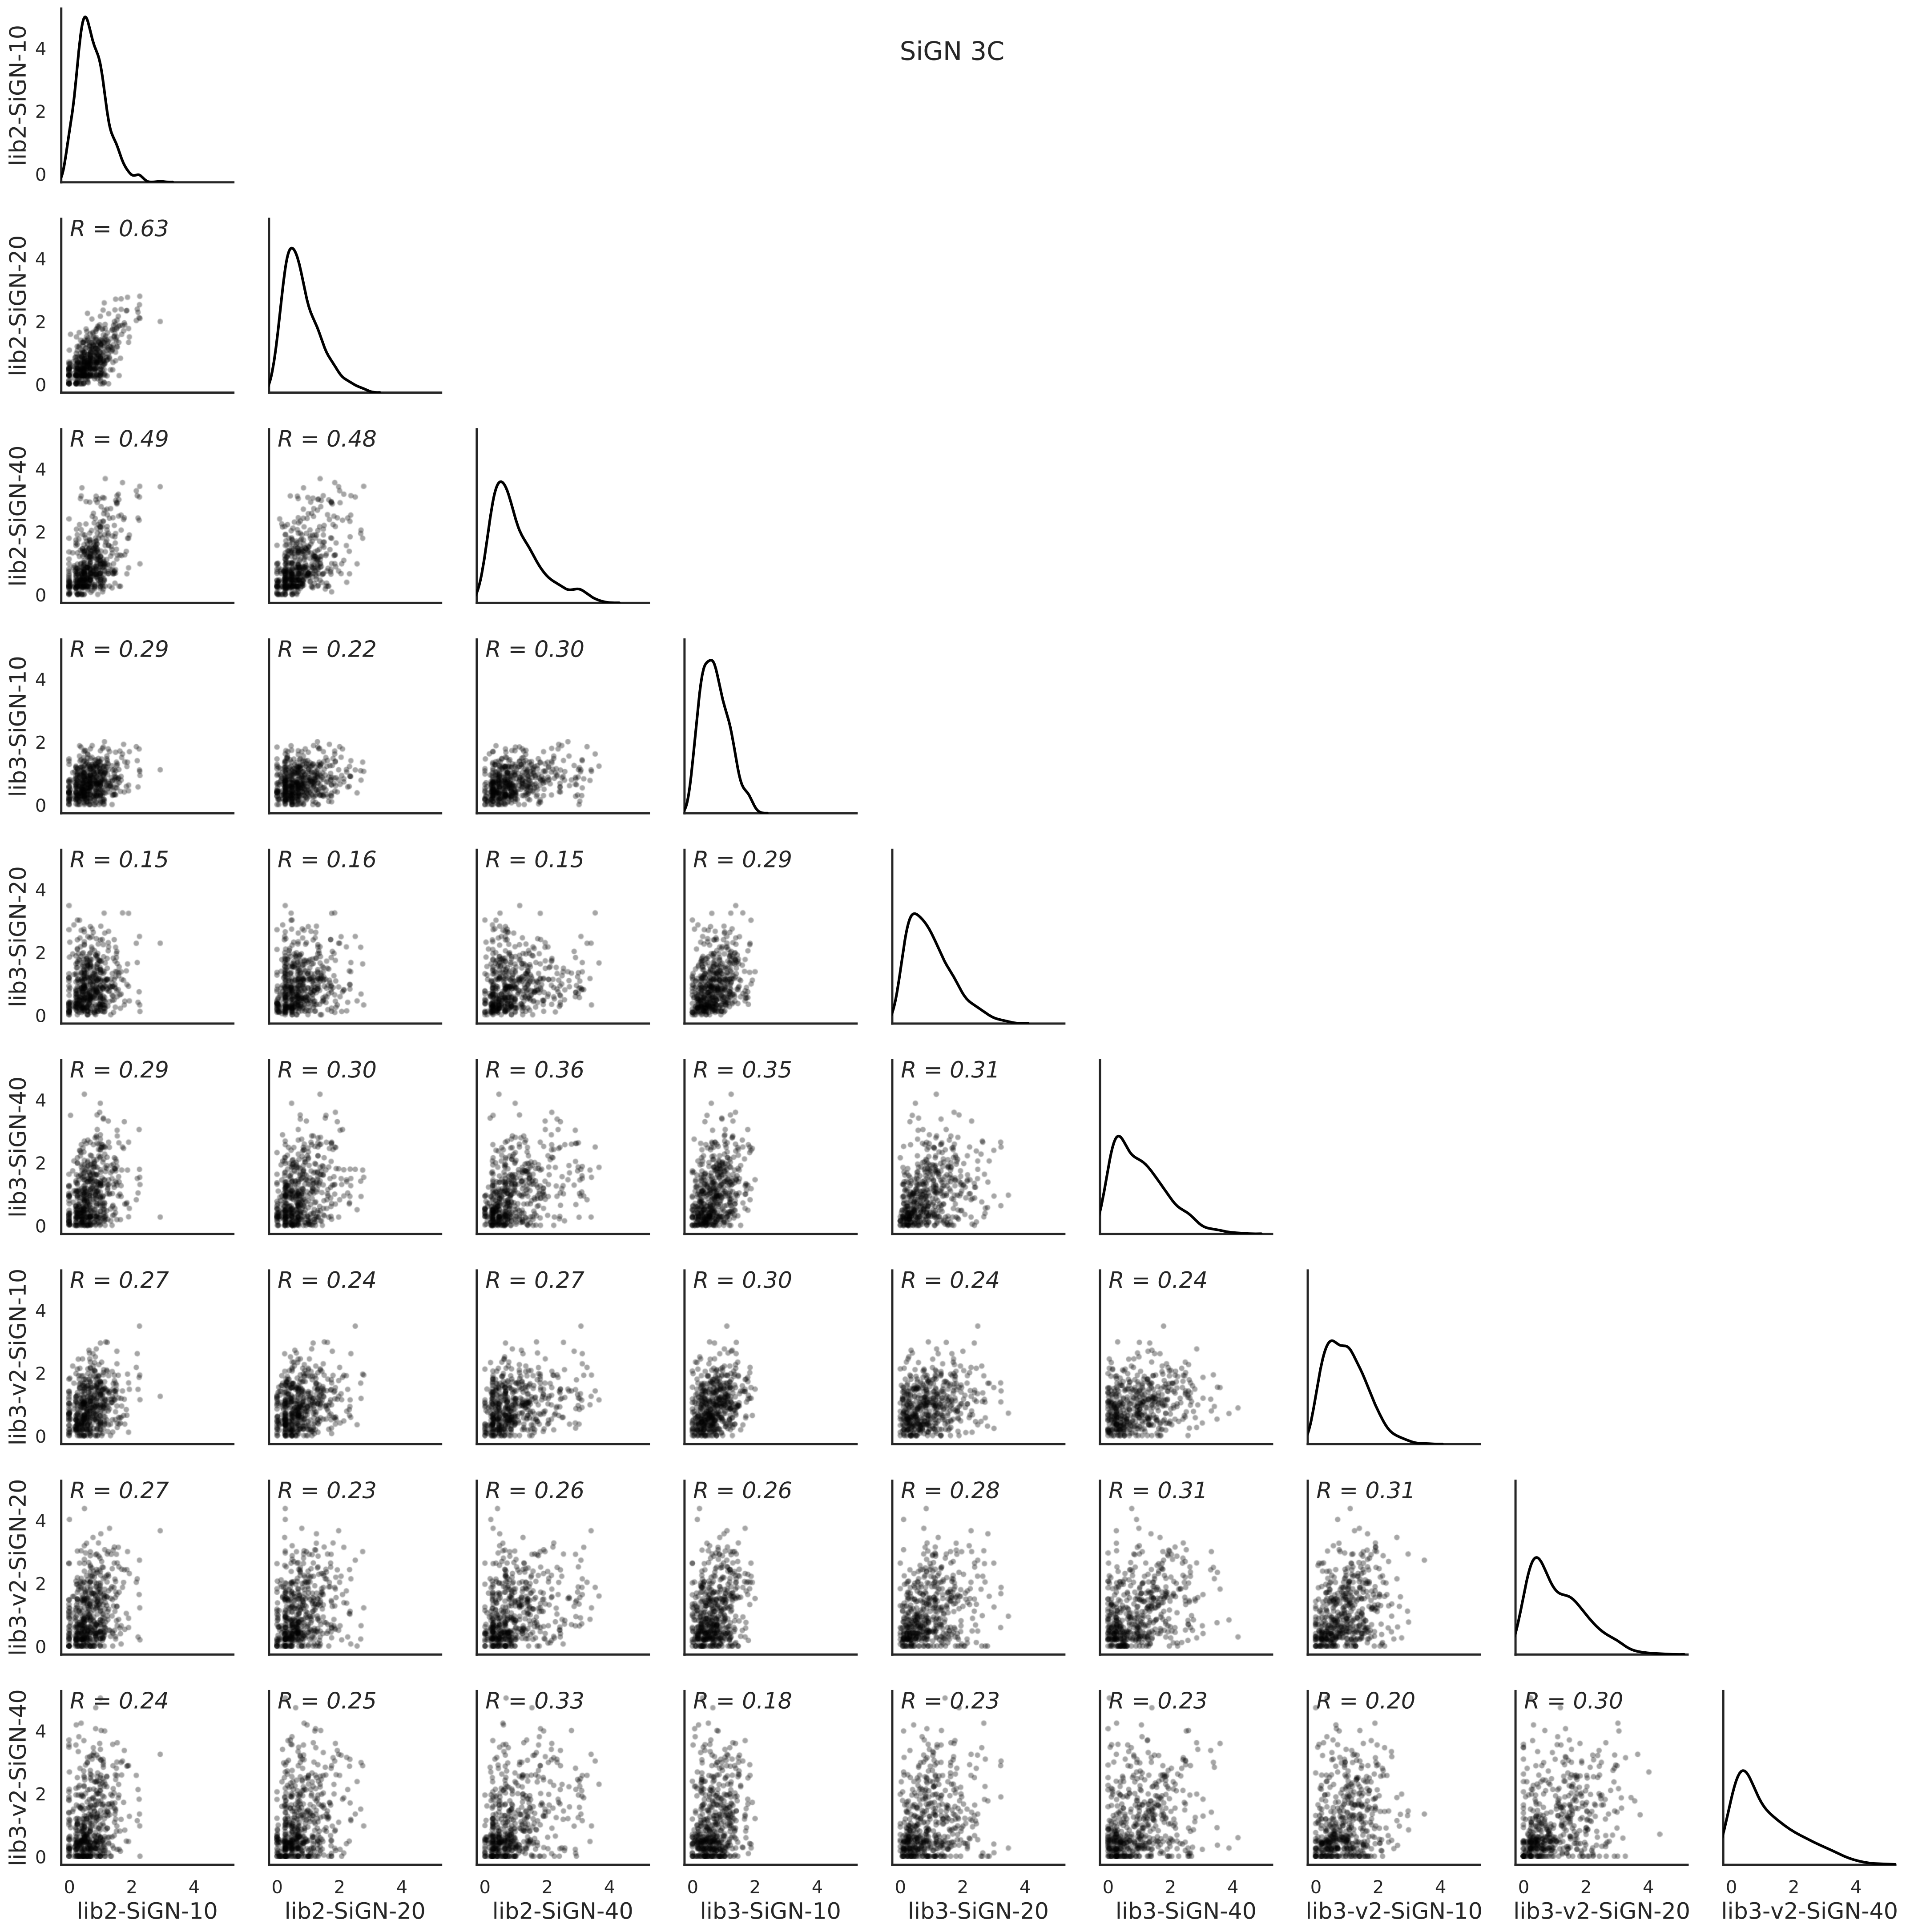 SiGN 3C
lib2-SiGN-10
4
2
0
lib2-SiGN-20
R = 0.63
4
2
0
lib2-SiGN-40
R = 0.49 R = 0.48
4
2
0
lib3-SiGN-10
R = 0.29 R = 0.22 R = 0.30
4
2
0
lib3-SiGN-20
R = 0.15 R = 0.16 R = 0.15 R = 0.29
4
2
0
lib3-SiGN-40
R = 0.29 R = 0.30 R = 0.36 R = 0.35 R = 0.31
4
2
0
lib3-v2-SiGN-10
R = 0.27 R = 0.24 R = 0.27 R = 0.30 R = 0.24 R = 0.24
4
2
0
lib3-v2-SiGN-20
R = 0.27 R = 0.23 R = 0.26 R = 0.26 R = 0.28 R = 0.31 R = 0.31
4
2
0
lib3-v2-SiGN-40
R = 0.24 R = 0.25 R = 0.33 R = 0.18 R = 0.23 R = 0.23 R = 0.20 R = 0.30
4
2
0
0 2 4 0 2 4 0 2 4 0 2 4 0 2 4 0 2 4 0 2 4 0 2 4 0 2 4
lib2-SiGN-10 lib2-SiGN-20 lib2-SiGN-40 lib3-SiGN-10 lib3-SiGN-20 lib3-SiGN-40 lib3-v2-SiGN-10 lib3-v2-SiGN-20 lib3-v2-SiGN-40